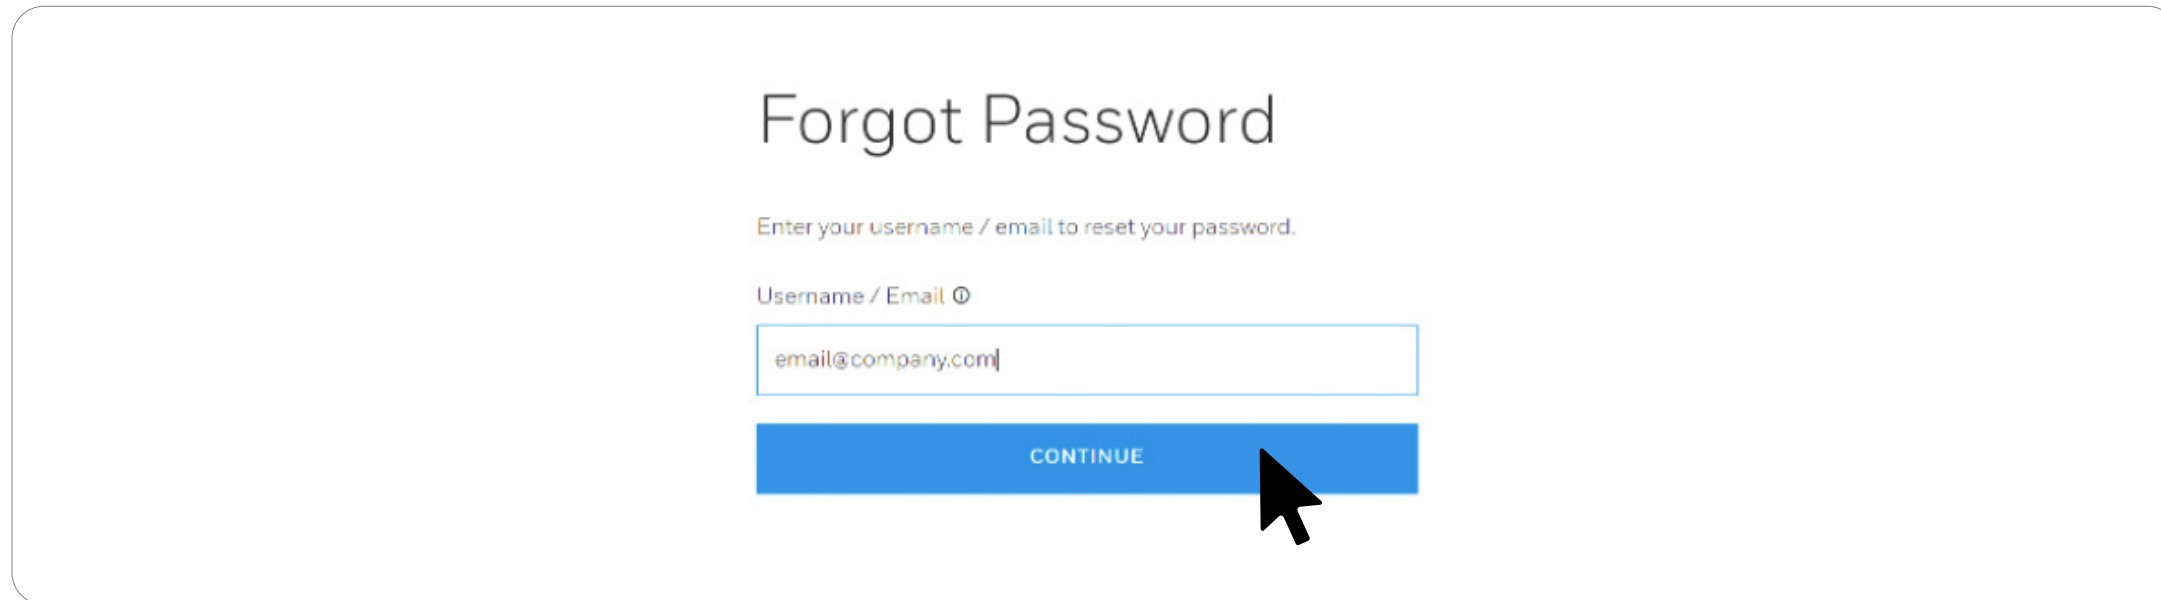 Forgot Password
Enter your username / email to reset your password.
Username / Email
email@company.com
CONTINUE